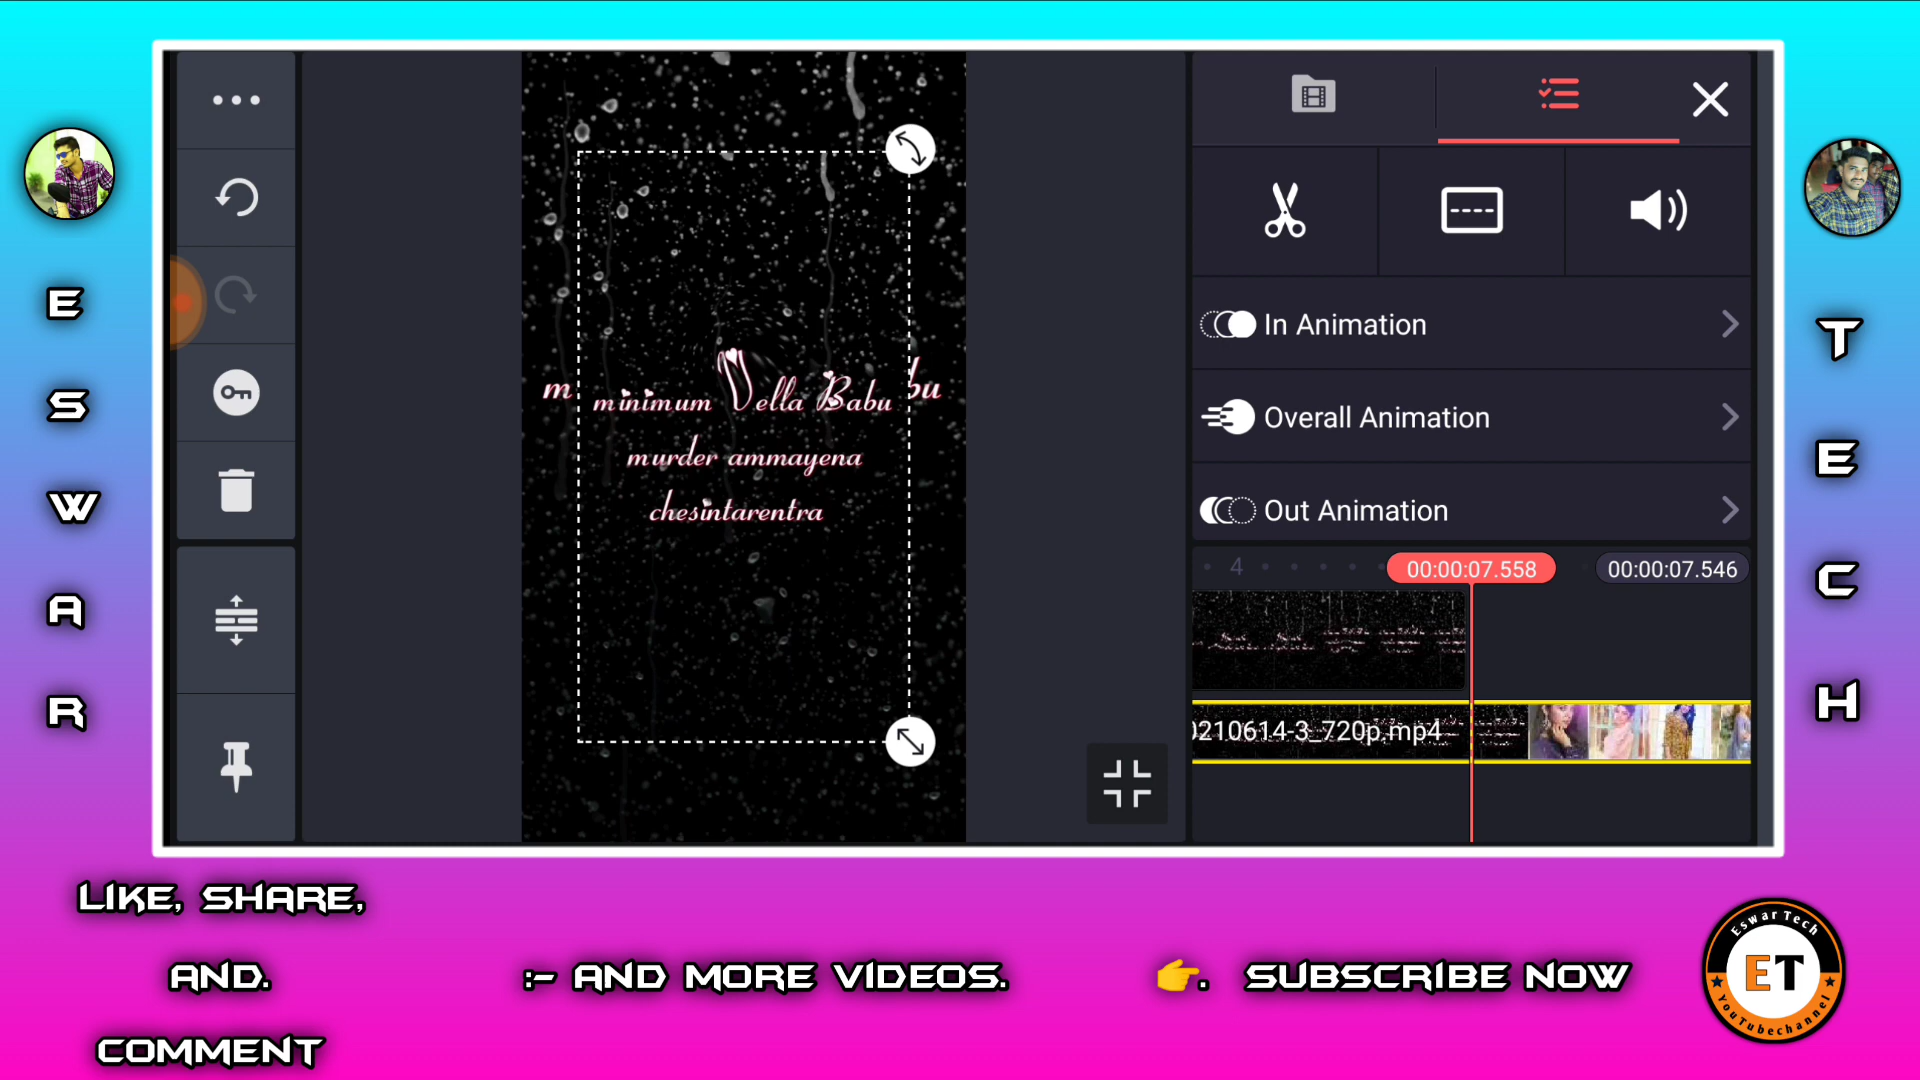 E
S
W
A
R
T
E
C
H
m
bu
minimum Vella Babu
murder ammayena
chesintarentra
In Animation
Overall Animation
Out Animation
4
00:00:07.558
00:00:07.546
0210614-3_720p.mp4
LIKE, SHARE,
AND.
COMMENT
:- AND MORE VIDEOS.
👉. SUBSCRIBE NOW
Eswar Tech
ET
YouTubechannel